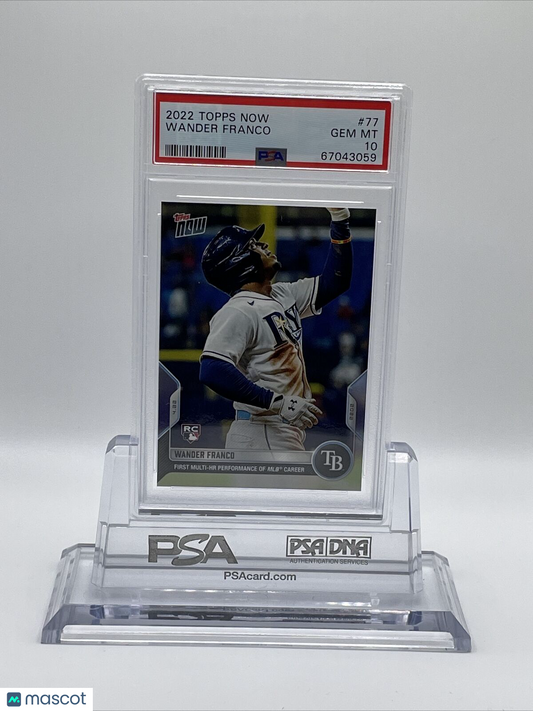 2022 TOPPS NOW #77
WANDER FRANCO GEM MT
10
PSA 67043059
Topps NOW
RAYS
RC
WANDER FRANCO
TB
FIRST MULTI-HR PERFORMANCE OF MLB® CAREER
PSA PSA/DNA
AUTHENTICATION SERVICES
PSAcard.com
mascot